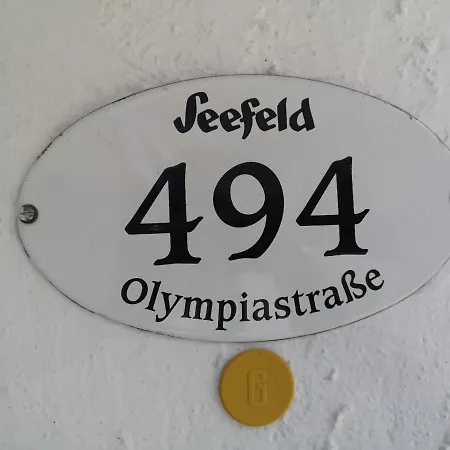 Seefeld
494
Olympiastraße
G